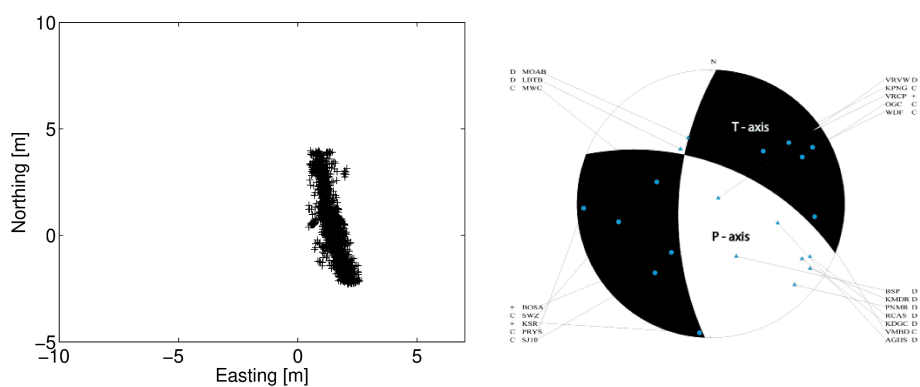 10
5
0
−5
−10
−5
0
5
Northing [m]
Easting [m]
N
D MOAB
D LBTB
C MWC
VRVW D
KPNG C
VRCP +
OGC C
WDF C
T - axis
P - axis
+ BOSA
C SWZ
+ KSR
C PRYS
C SJ10
BSP D
KMDR D
PNMB D
RCAS D
KDGC D
VMBD C
AGHS D